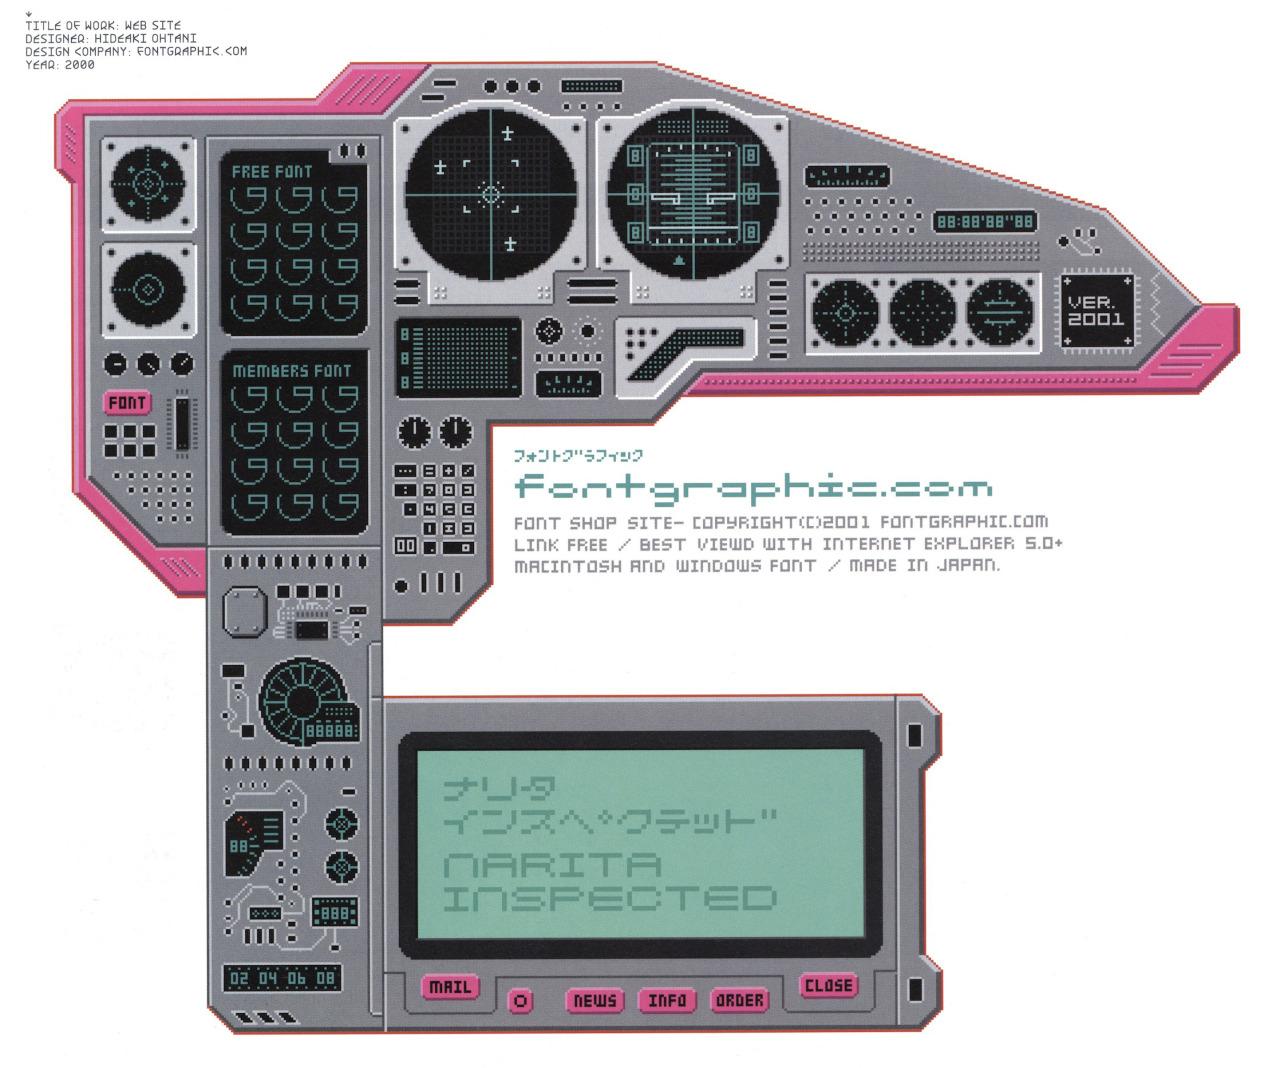 TITLE OF WORK: WEB SITE
DESIGNER: HIDEAKI OHTANI
DESIGN COMPANY: FONTGRAPHIC.COM
YEAR: 2000
FREE FONT
MEMBERS FONT
FONT
88:88'88"88
VER.
2001
フォントグラフィック
fontgraphic.com
FONT SHOP SITE- COPYRIGHT(C)2001 FONTGRAPHIC.COM
LINK FREE / BEST VIEWD WITH INTERNET EXPLORER 5.0+
MACINTOSH AND WINDOWS FONT / MADE IN JAPAN.
88888
88
888
02 04 06 08
ナリタ
インスペクテッド
NARITA
INSPECTED
MAIL
NEWS
INFO
ORDER
CLOSE